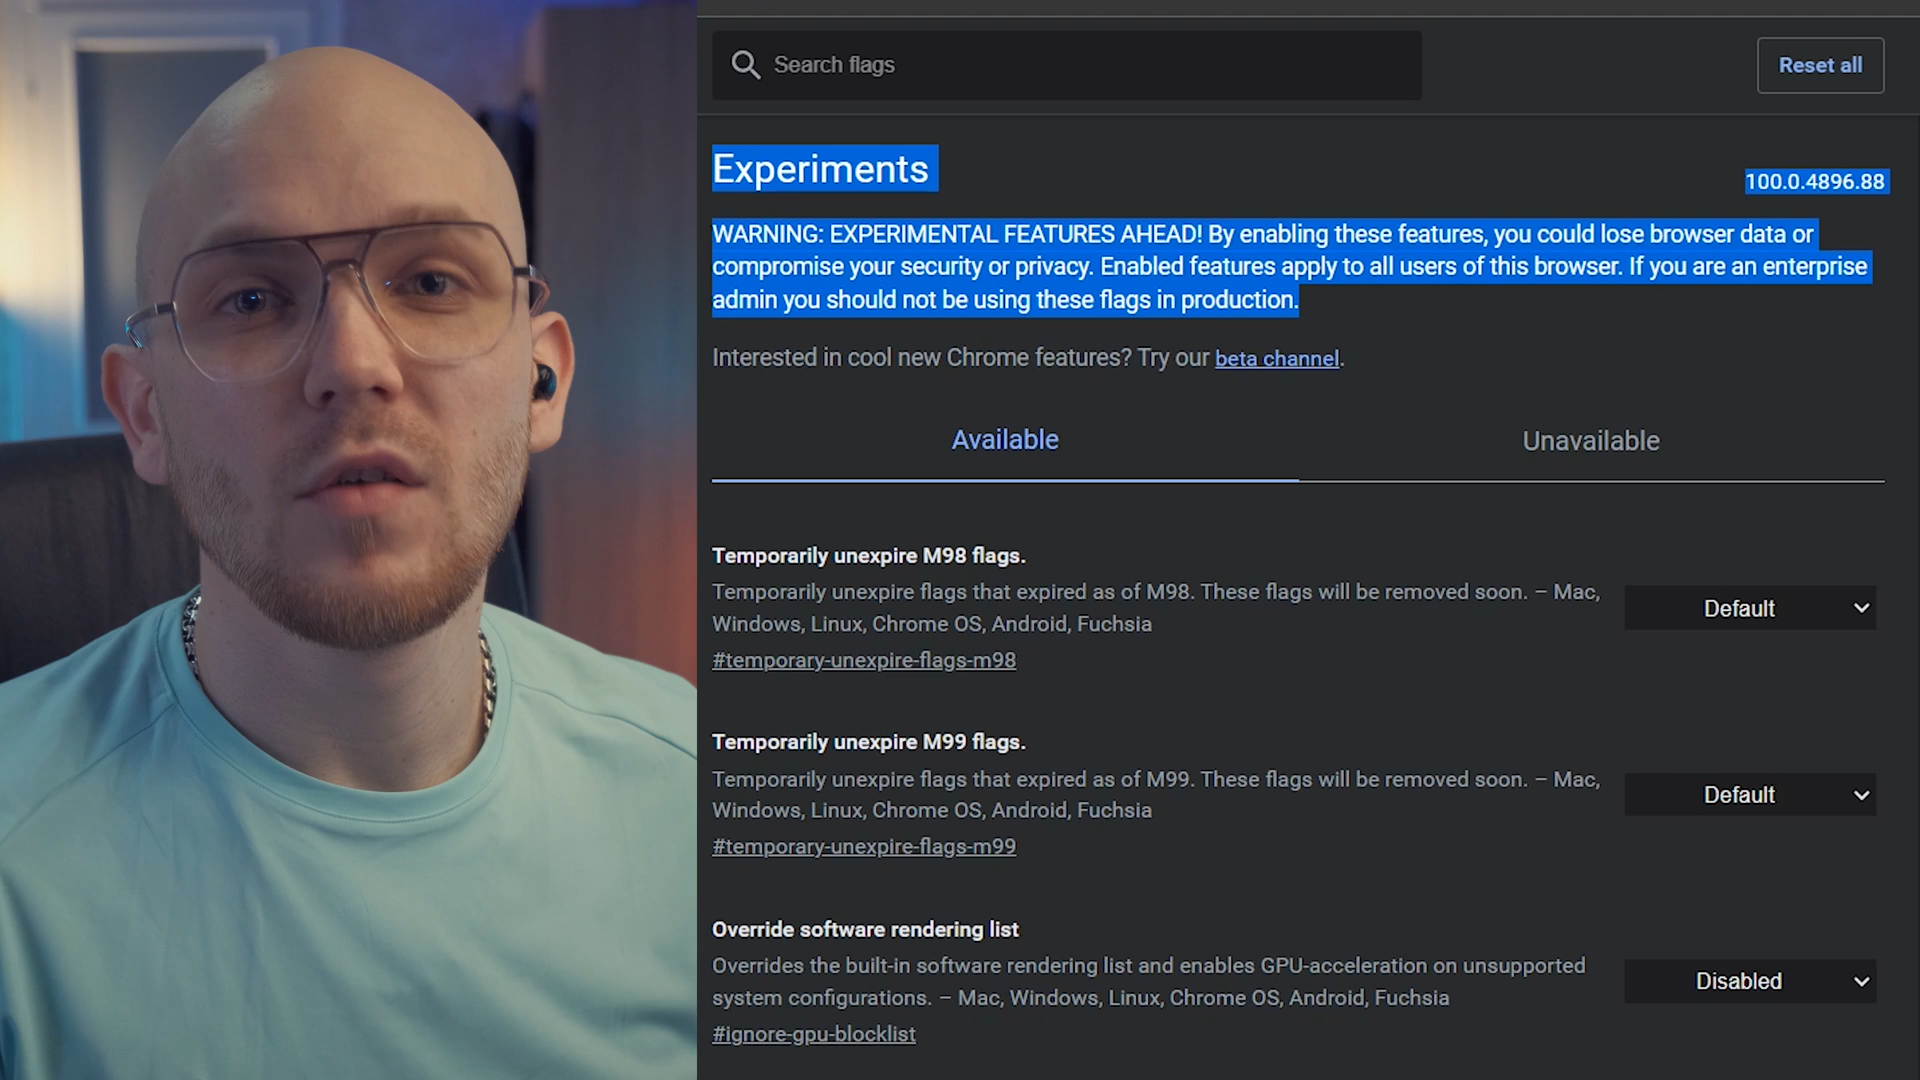 Search flags
Reset all
Experiments
100.0.4896.88
WARNING: EXPERIMENTAL FEATURES AHEAD! By enabling these features, you could lose browser data or
compromise your security or privacy. Enabled features apply to all users of this browser. If you are an enterprise
admin you should not be using these flags in production.
Interested in cool new Chrome features? Try our beta channel.
Available
Unavailable
Temporarily unexpire M98 flags.
Temporarily unexpire flags that expired as of M98. These flags will be removed soon. – Mac,
Windows, Linux, Chrome OS, Android, Fuchsia
#temporary-unexpire-flags-m98
Default
Temporarily unexpire M99 flags.
Temporarily unexpire flags that expired as of M99. These flags will be removed soon. – Mac,
Windows, Linux, Chrome OS, Android, Fuchsia
#temporary-unexpire-flags-m99
Default
Override software rendering list
Overrides the built-in software rendering list and enables GPU-acceleration on unsupported
system configurations. – Mac, Windows, Linux, Chrome OS, Android, Fuchsia
#ignore-gpu-blocklist
Disabled